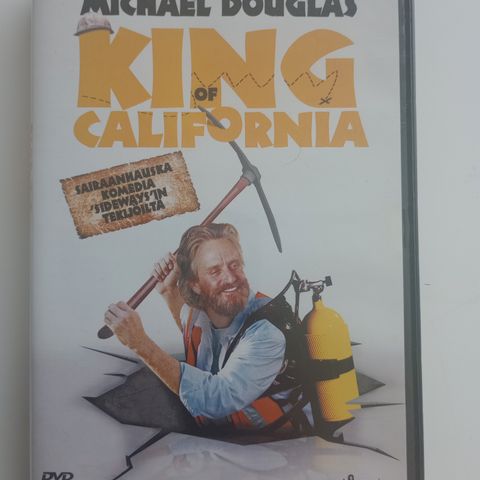 MICHAEL DOUGLAS
KING
OF
CALIFORNIA
SAIRAANHAUSKA
KOMEDIA
'SIDEWAYS'IN
TEKIJÖILTÄ
DVD